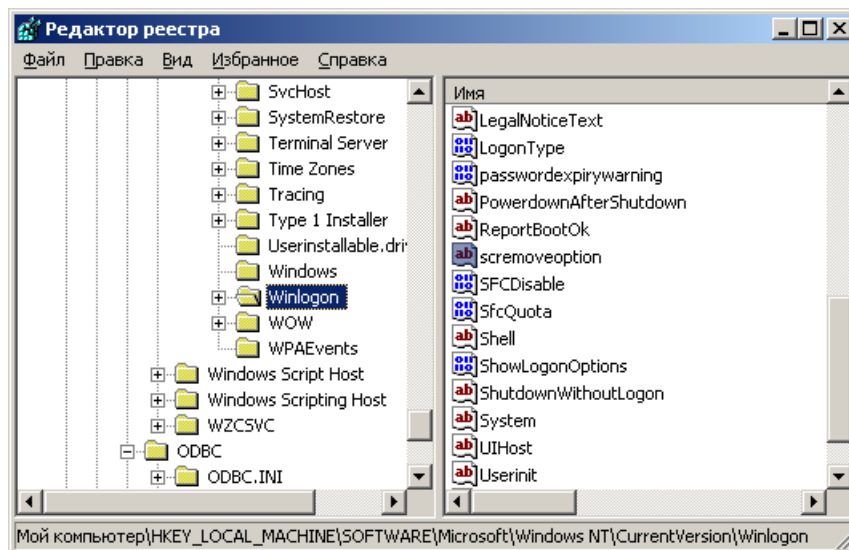 Редактор реестра
Файл Правка Вид Избранное Справка
SvcHost
SystemRestore
Terminal Server
Time Zones
Tracing
Type 1 Installer
Userinstallable.dri
Windows
Winlogon
WOW
WPAEvents
Windows Script Host
Windows Scripting Host
WZCSVC
ODBC
ODBC.INI
Имя
LegalNoticeText
LogonType
passwordexpirywarning
PowerdownAfterShutdown
ReportBootOk
scremoveoption
SFCDisable
SfcQuota
Shell
ShowLogonOptions
ShutdownWithoutLogon
System
UIHost
Userinit
Мой компьютер\HKEY_LOCAL_MACHINE\SOFTWARE\Microsoft\Windows NT\CurrentVersion\Winlogon